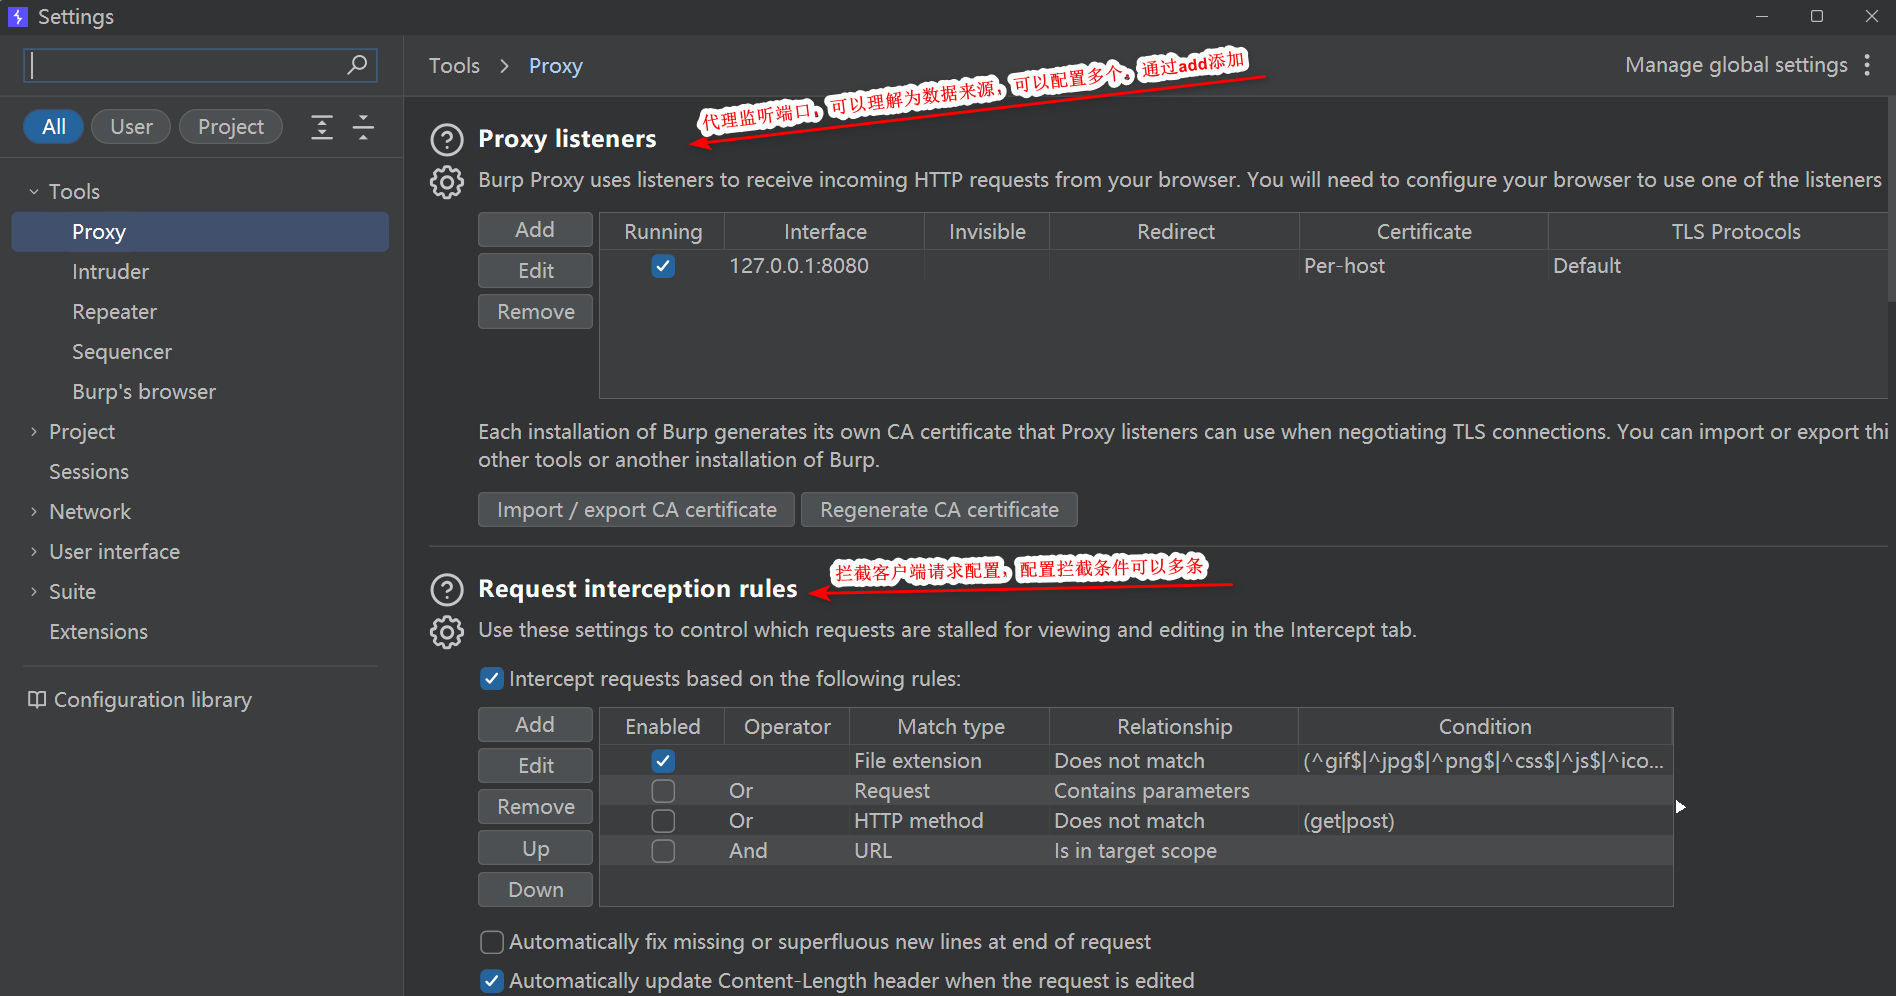 Settings
Tools > Proxy
Manage global settings
All
User
Project
Tools
Proxy
Intruder
Repeater
Sequencer
Burp's browser
Project
Sessions
Network
User interface
Suite
Extensions
Configuration library
代理监听端口，可以理解为数据来源，可以配置多个、通过add添加
Proxy listeners
Burp Proxy uses listeners to receive incoming HTTP requests from your browser. You will need to configure your browser to use one of the listeners
Add
Edit
Remove
Running Interface Invisible Redirect Certificate TLS Protocols
127.0.0.1:8080 Per-host Default
Each installation of Burp generates its own CA certificate that Proxy listeners can use when negotiating TLS connections. You can import or export thi
other tools or another installation of Burp.
Import / export CA certificate
Regenerate CA certificate
拦截客户端请求配置，配置拦截条件可以多条
Request interception rules
Use these settings to control which requests are stalled for viewing and editing in the Intercept tab.
Intercept requests based on the following rules:
Add
Edit
Remove
Up
Down
Enabled Operator Match type Relationship Condition
File extension Does not match (^gif$|^jpg$|^png$|^css$|^js$|^ico...
Or Request Contains parameters
Or HTTP method Does not match (get|post)
And URL Is in target scope
Automatically fix missing or superfluous new lines at end of request
Automatically update Content-Length header when the request is edited